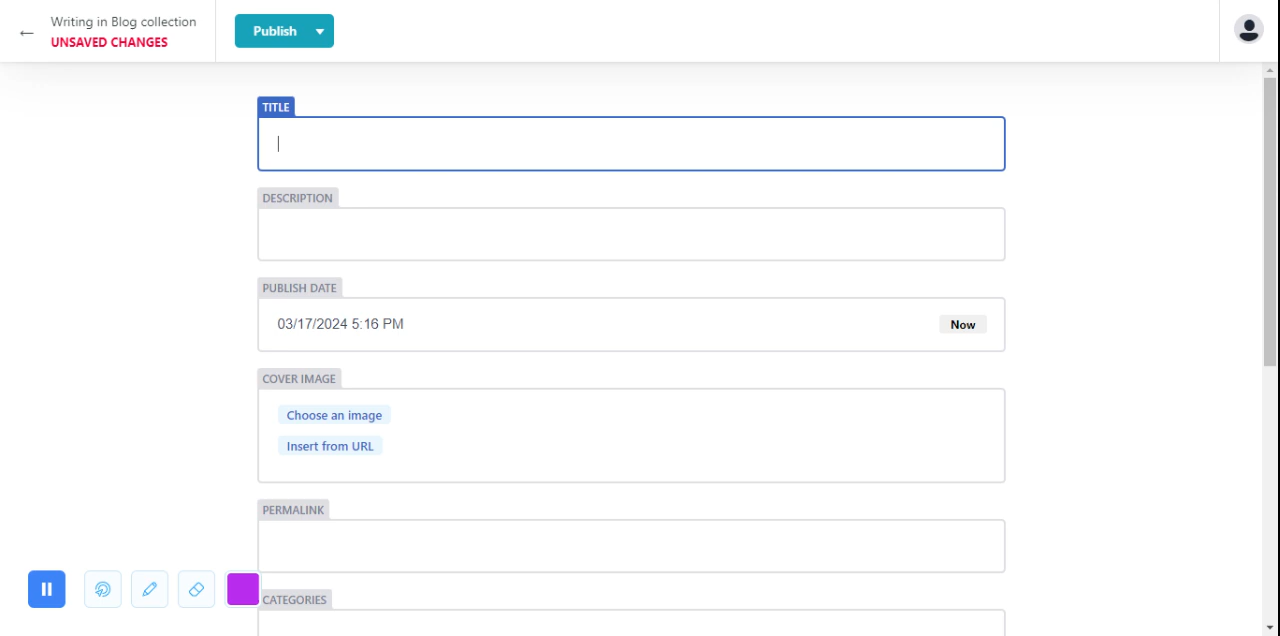 Writing in Blog collection
UNSAVED CHANGES
Publish
TITLE
DESCRIPTION
PUBLISH DATE
03/17/2024 5:16 PM
Now
COVER IMAGE
Choose an image
Insert from URL
PERMALINK
CATEGORIES